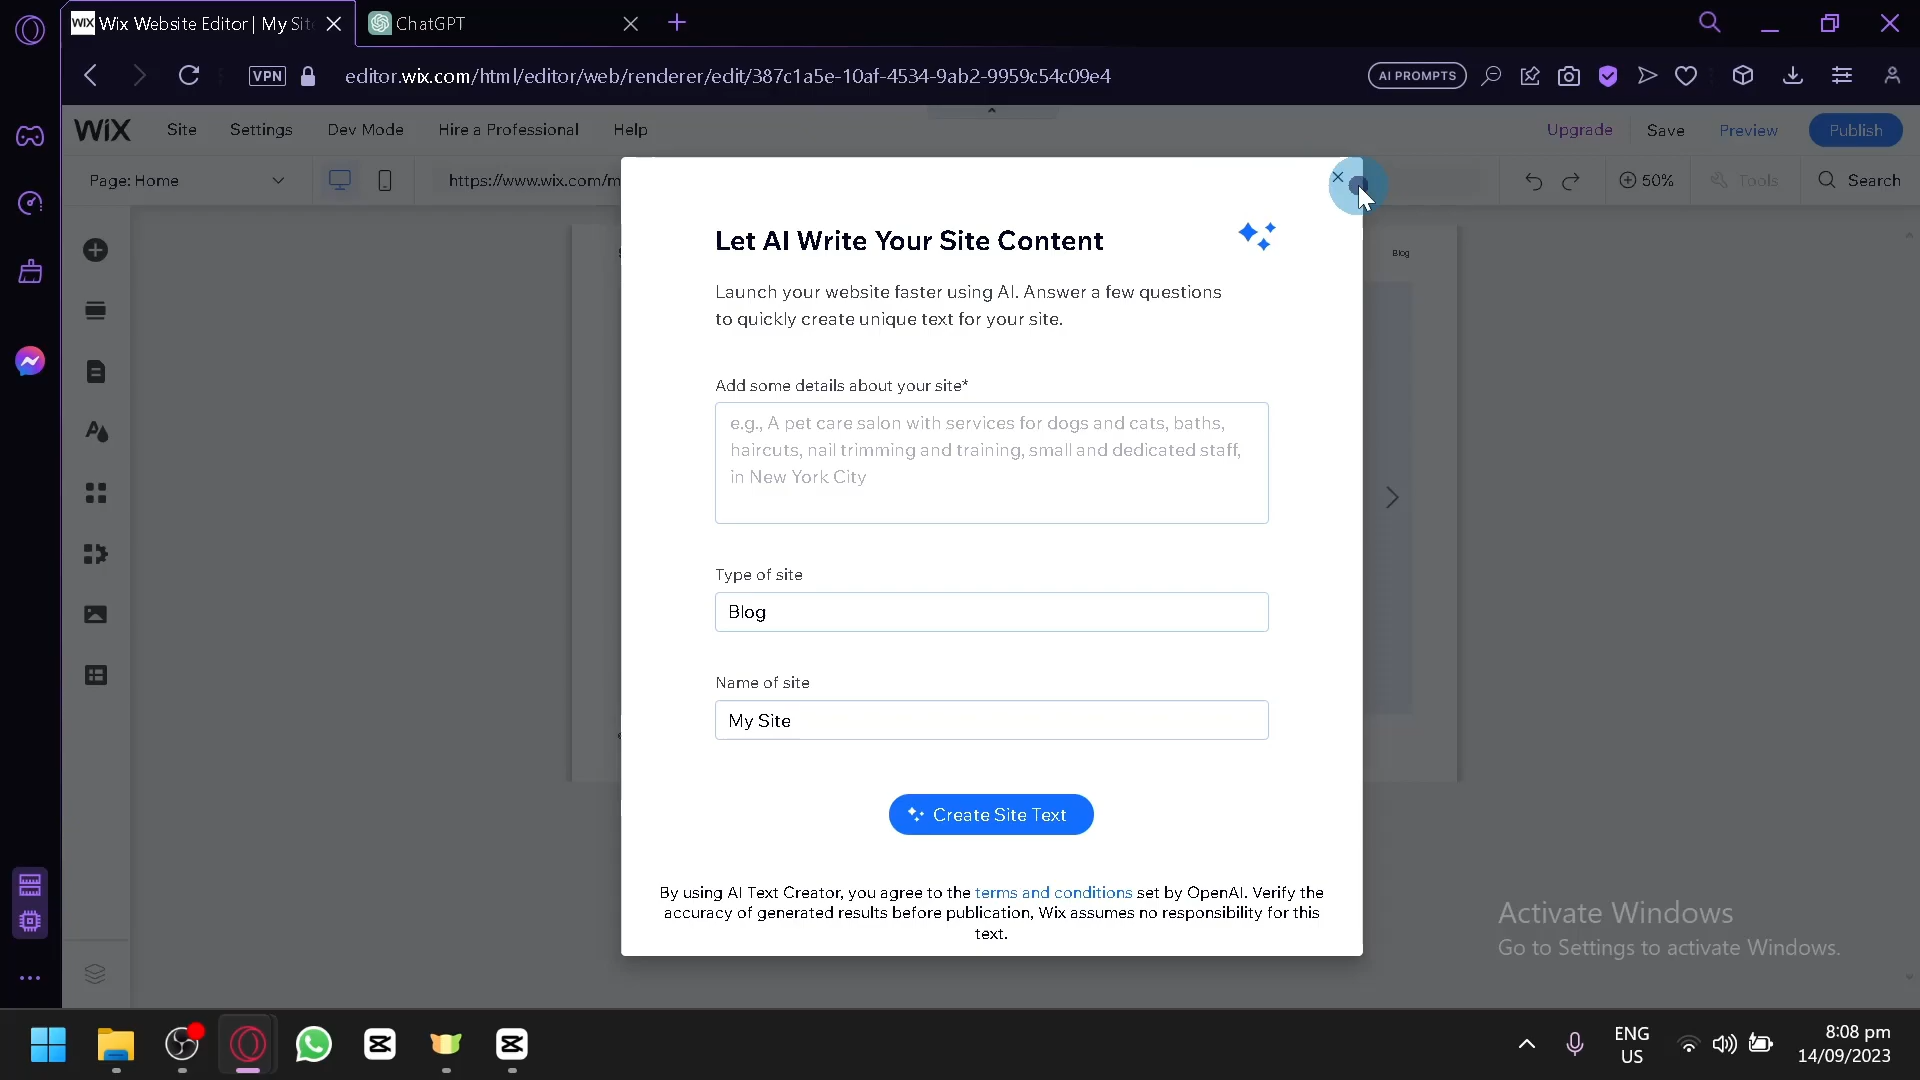 WIX Wix Website Editor | My Sit
ChatGPT
VPN
editor.wix.com/html/editor/web/renderer/edit/387c1a5e-10af-4534-9ab2-9959c54c09e4
AI PROMPTS
WIX
Site
Settings
Dev Mode
Hire a Professional
Help
Upgrade
Save
Preview
Publish
Page: Home
https://www.wix.com/m
50%
Tools
Search
Blog
Let AI Write Your Site Content
Launch your website faster using AI. Answer a few questions
to quickly create unique text for your site.
Add some details about your site*
e.g., A pet care salon with services for dogs and cats, baths,
haircuts, nail trimming and training, small and dedicated staff,
in New York City
Type of site
Blog
Name of site
My Site
Create Site Text
By using AI Text Creator, you agree to the terms and conditions set by OpenAI. Verify the
accuracy of generated results before publication, Wix assumes no responsibility for this
text.
Activate Windows
Go to Settings to activate Windows.
ENG
US
8:08 pm
14/09/2023